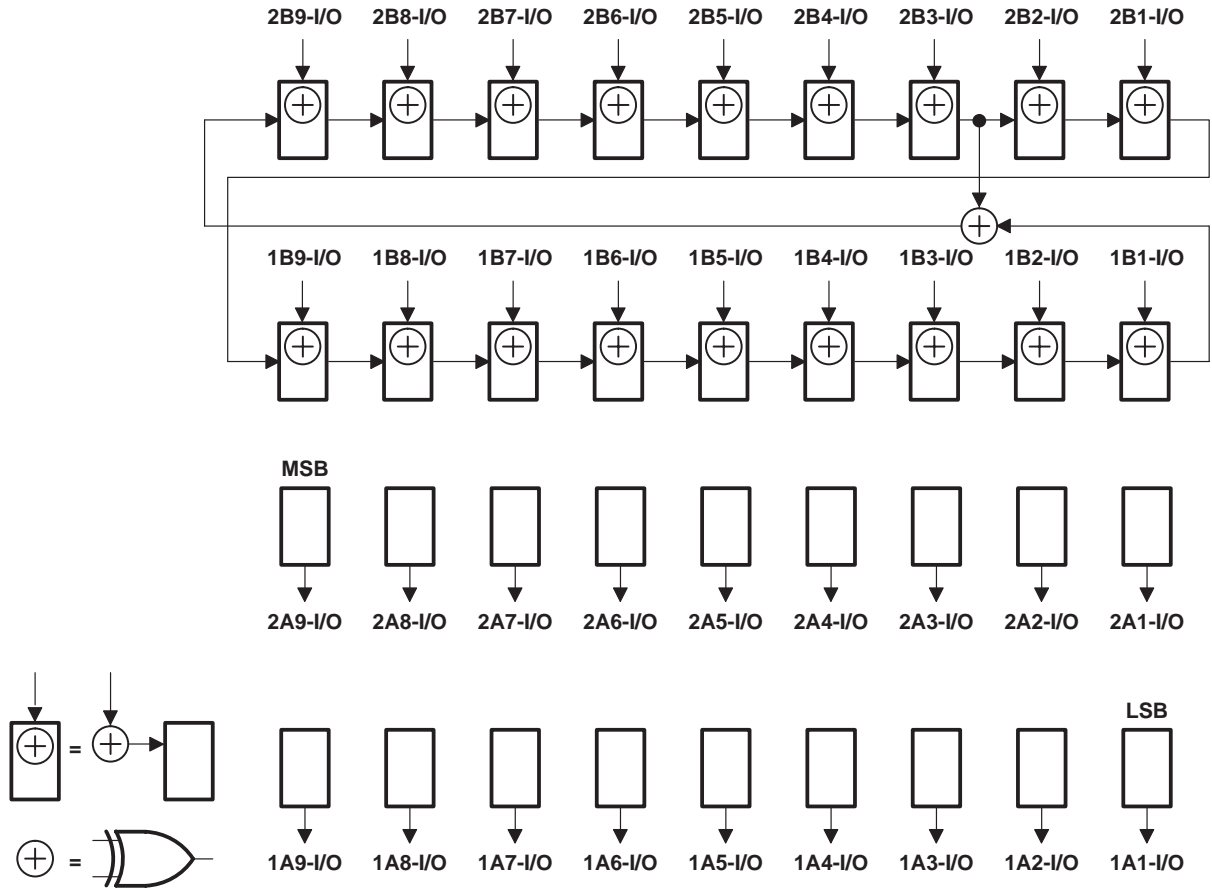 2B9-I/O 2B8-I/O 2B7-I/O 2B6-I/O 2B5-I/O 2B4-I/O 2B3-I/O 2B2-I/O 2B1-I/O
1B9-I/O 1B8-I/O 1B7-I/O 1B6-I/O 1B5-I/O 1B4-I/O 1B3-I/O 1B2-I/O 1B1-I/O
MSB
2A9-I/O 2A8-I/O 2A7-I/O 2A6-I/O 2A5-I/O 2A4-I/O 2A3-I/O 2A2-I/O 2A1-I/O
LSB
=
=
1A9-I/O 1A8-I/O 1A7-I/O 1A6-I/O 1A5-I/O 1A4-I/O 1A3-I/O 1A2-I/O 1A1-I/O